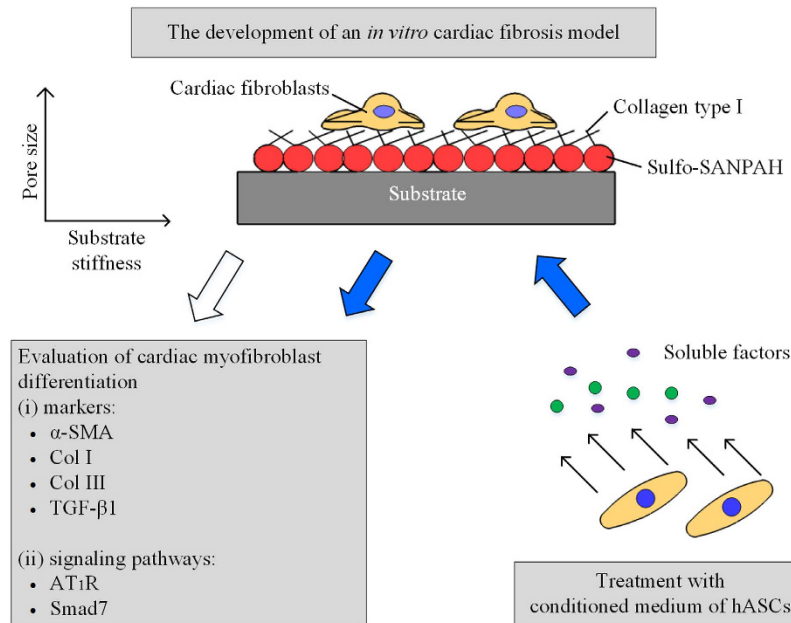 The development of an in vitro cardiac fibrosis model
Cardiac fibroblasts
Collagen type I
Sulfo-SANPAH
Substrate
Pore size
Substrate
stiffness
Evaluation of cardiac myofibroblast
differentiation
(i) markers:
• α-SMA
• Col I
• Col III
• TGF-β1
(ii) signaling pathways:
• AT₁R
• Smad7
Soluble factors
Treatment with
conditioned medium of hASCs